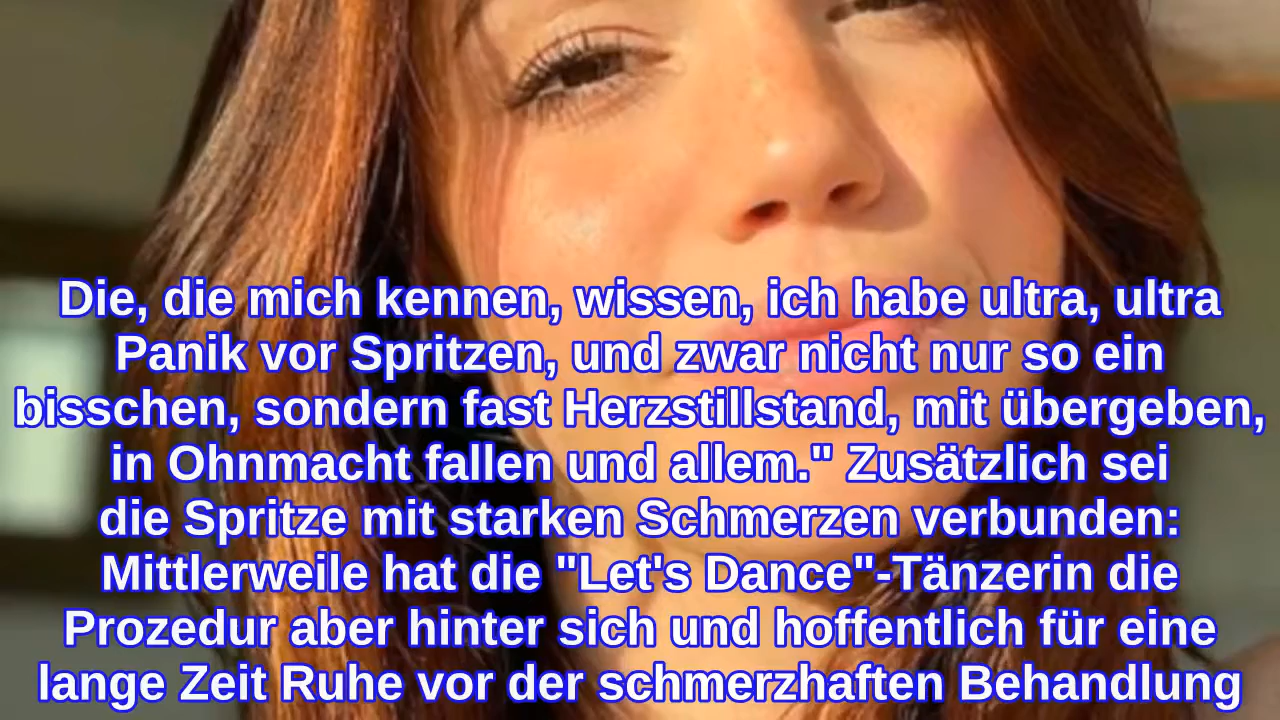 Die, die mich kennen, wissen, ich habe ultra, ultra
Panik vor Spritzen, und zwar nicht nur so ein
bisschen, sondern fast Herzstillstand, mit übergeben,
in Ohnmacht fallen und allem." Zusätzlich sei
die Spritze mit starken Schmerzen verbunden:
Mittlerweile hat die "Let's Dance"-Tänzerin die
Prozedur aber hinter sich und hoffentlich für eine
lange Zeit Ruhe vor der schmerzhaften Behandlung